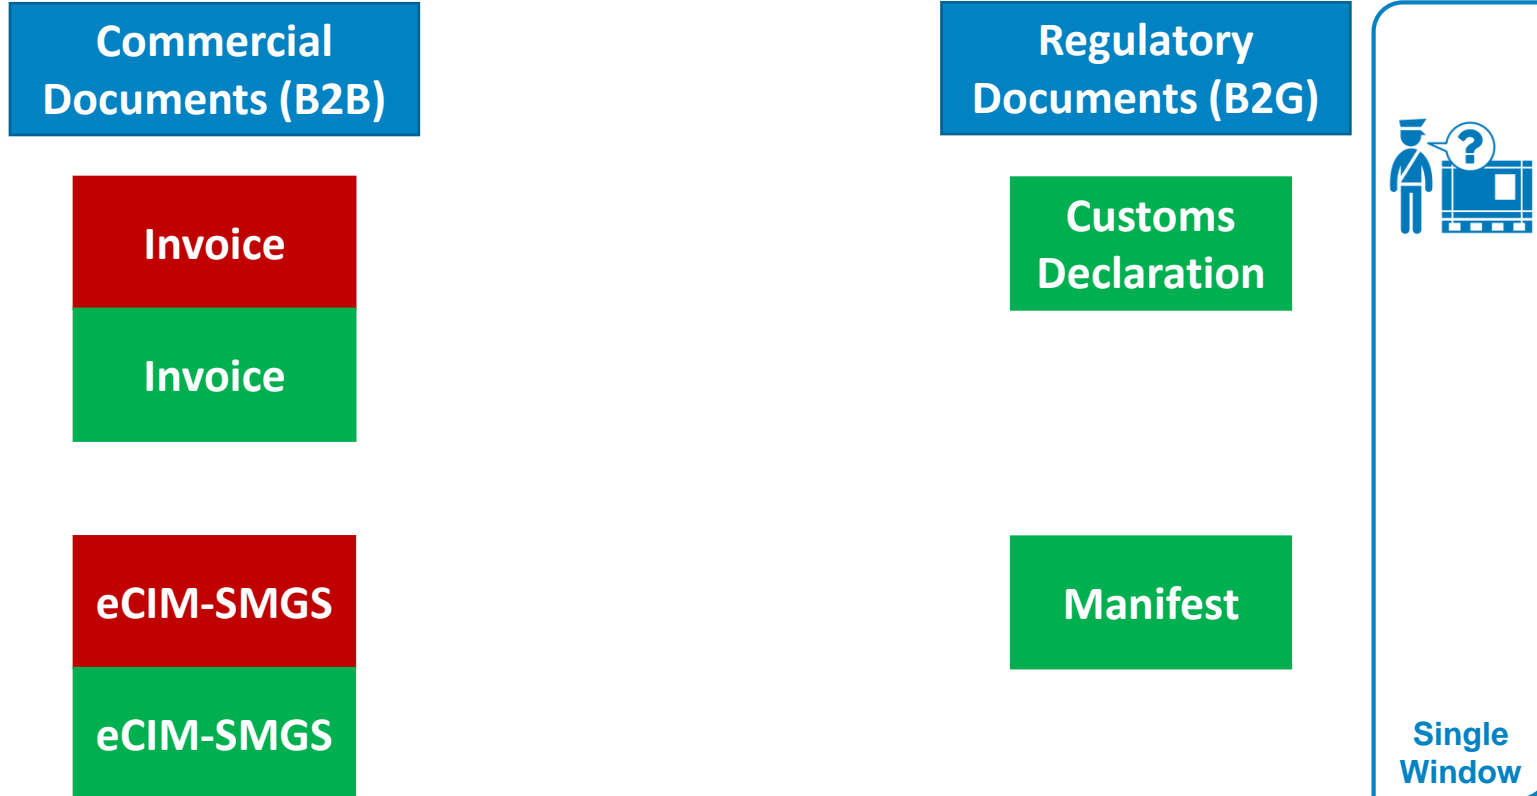 Commercial
Documents (B2B)
Regulatory
Documents (B2G)
Invoice
Customs
Declaration
Invoice
eCIM-SMGS
Manifest
eCIM-SMGS
?
Single
Window